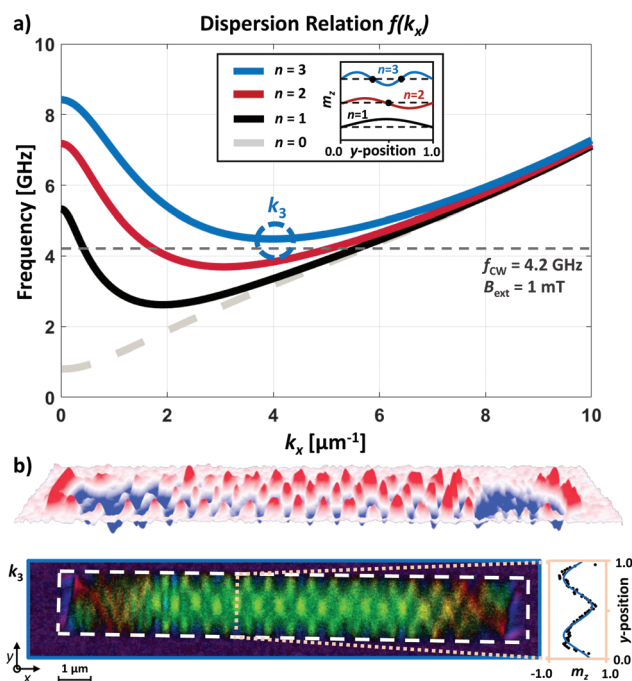 a)
Dispersion Relation f(kₓ)
10
8
6
4
2
0
Frequency [GHz]
n = 3
n = 2
n = 1
n = 0
mz
n=3
n=2
n=1
0.0
1.0
y-position
k₃
fCW = 4.2 GHz
Bext = 1 mT
0
2
4
6
8
10
kₓ [µm⁻¹]
b)
k₃
y
x
1 µm
1.0
0.0
y-position
-1.0
mz
1.0